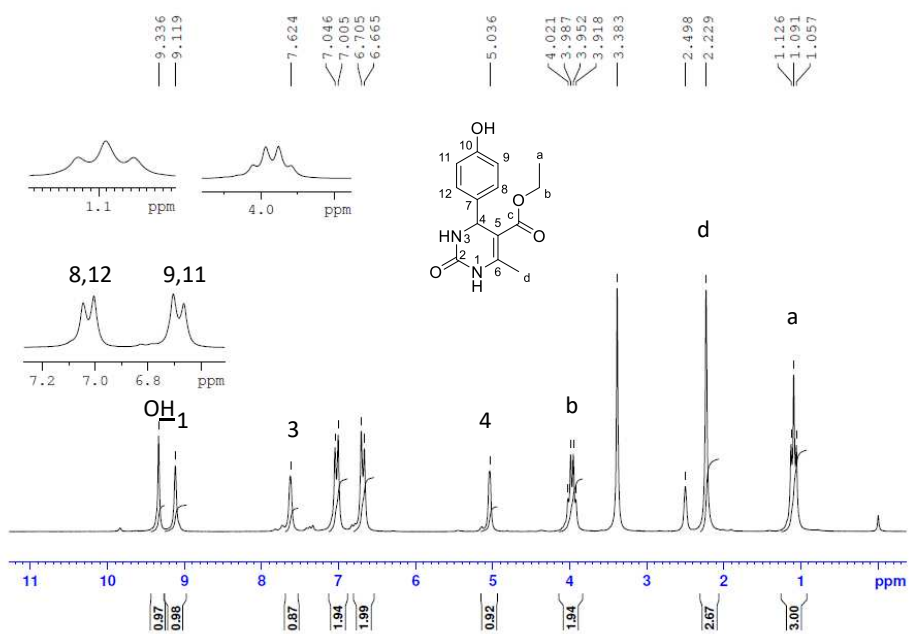 9.336
9.119
7.624
7.046
7.005
6.705
6.665
5.036
4.021
3.987
3.952
3.918
3.383
2.498
2.229
1.126
1.091
1.057
1.1 ppm
4.0 ppm
OH
10
11
9
12
8
7
a
b
O
c
O
4
5
HN
3
2
1
6
O
N
H
d
d
8,12 9,11
7.2 7.0 6.8 ppm
a
OH
1
3
4
b
11 10 9 8 7 6 5 4 3 2 1 ppm
0.97
0.98
0.87
1.94
1.99
0.92
1.94
2.67
3.00